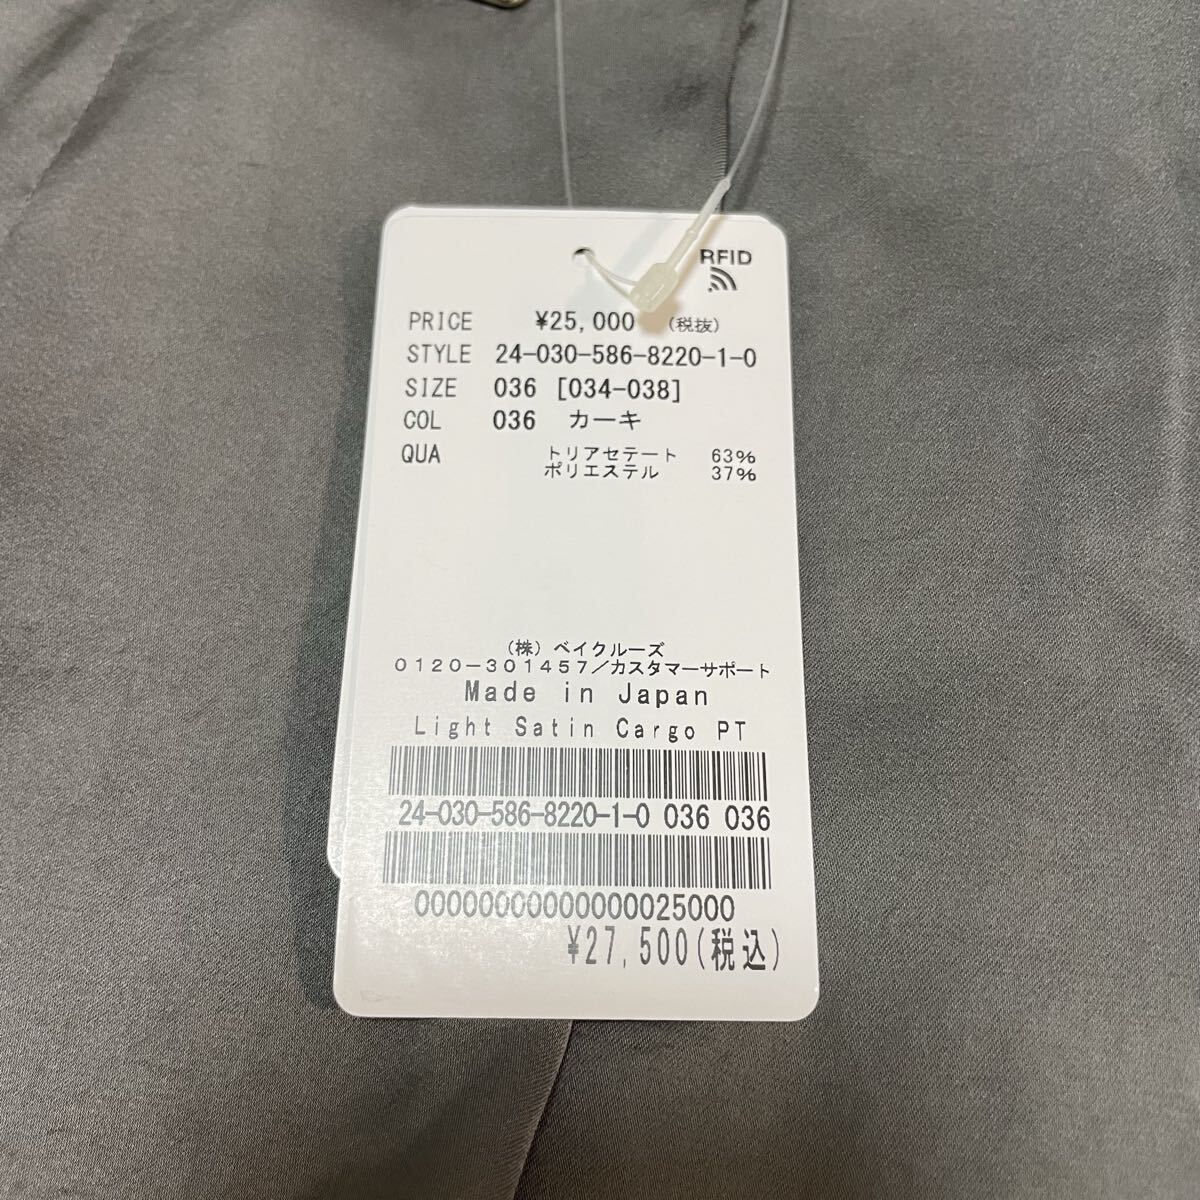 RFID
PRICE ¥25,000 (税抜)
STYLE 24-030-586-8220-1-0
SIZE 036 [034-038]
COL 036 カーキ
QUA トリアセテート 63%
ポリエステル 37%
(株) ベイクルーズ
0120-301457/カスタマーサポート
Made in Japan
Light Satin Cargo PT
24-030-586-8220-1-0 036 036
00000000000000025000
¥27,500(税込)